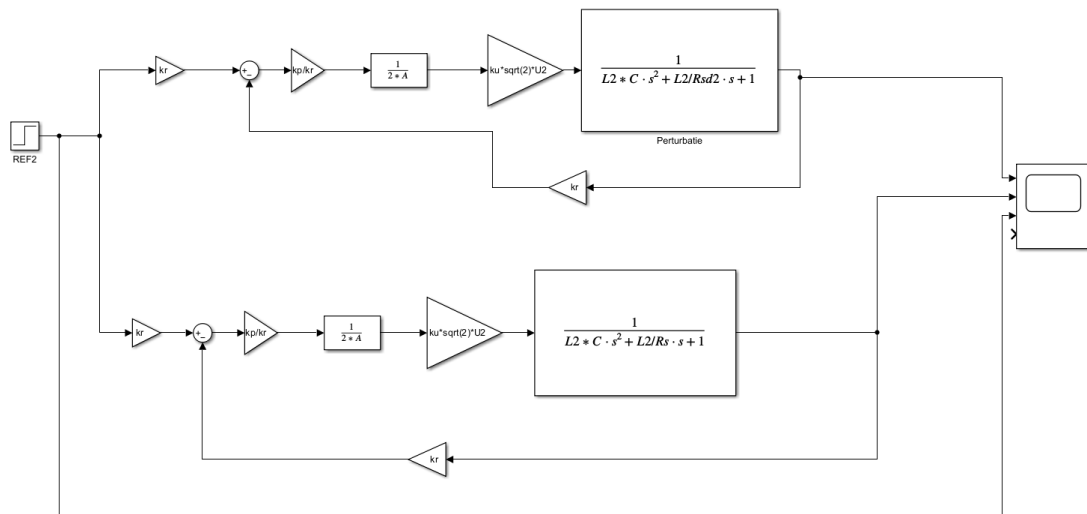 kr
+
−
kp/kr
1
2 * A
ku*sqrt(2)*U2
1
L2 * C · s² + L2/Rsd2 · s + 1
Perturbatie
REF2
kr
kr
+
−
kp/kr
1
2 * A
ku*sqrt(2)*U2
1
L2 * C · s² + L2/Rs · s + 1
kr